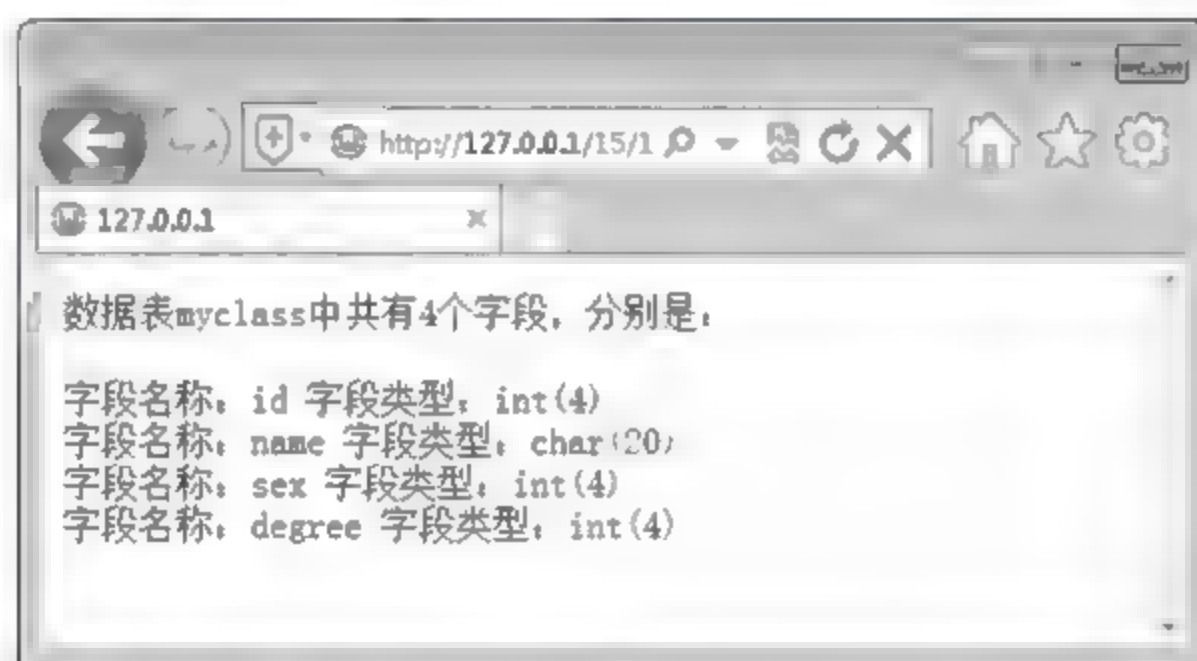 http://127.0.0.1/15/1
127.0.0.1
数据表myclass中共有4个字段，分别是：
字段名称：id 字段类型：int(4)
字段名称：name 字段类型：char(20)
字段名称：sex 字段类型：int(4)
字段名称：degree 字段类型：int(4)